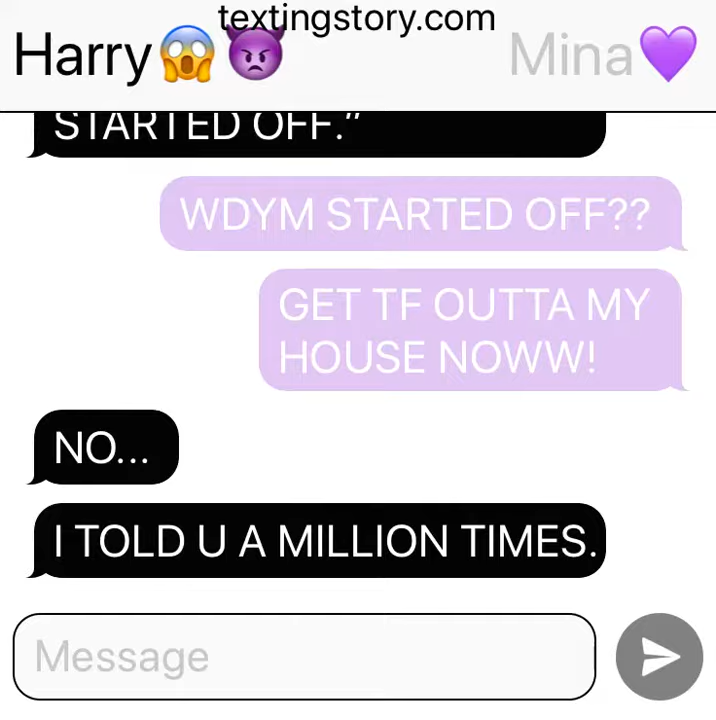 textingstory.com
Harry😱👿 Mina💜
STARTED OFF.”
WDYM STARTED OFF??
GET TF OUTTA MY
HOUSE NOWW!
NO...
I TOLD U A MILLION TIMES.
Message